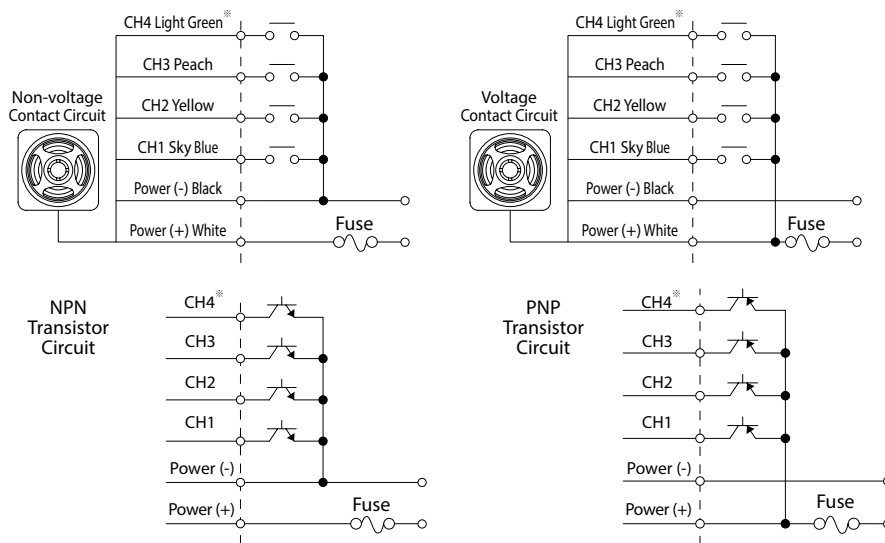 Non-voltage
Contact Circuit
CH4 Light Green※
CH3 Peach
CH2 Yellow
CH1 Sky Blue
Power (-) Black
Power (+) White
Fuse
Voltage
Contact Circuit
CH4 Light Green※
CH3 Peach
CH2 Yellow
CH1 Sky Blue
Power (-) Black
Power (+) White
Fuse
NPN
Transistor
Circuit
CH4※
CH3
CH2
CH1
Power (-)
Power (+)
Fuse
PNP
Transistor
Circuit
CH4※
CH3
CH2
CH1
Power (-)
Power (+)
Fuse